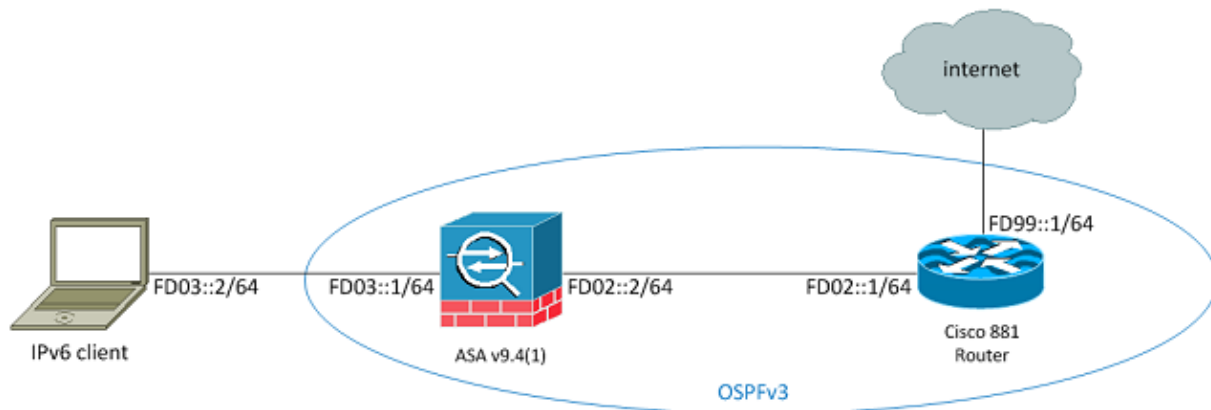 internet
FD99::1/64
FD03::2/64
FD03::1/64
FD02::2/64
FD02::1/64
IPv6 client
ASA v9.4(1)
Cisco 881
Router
OSPFv3